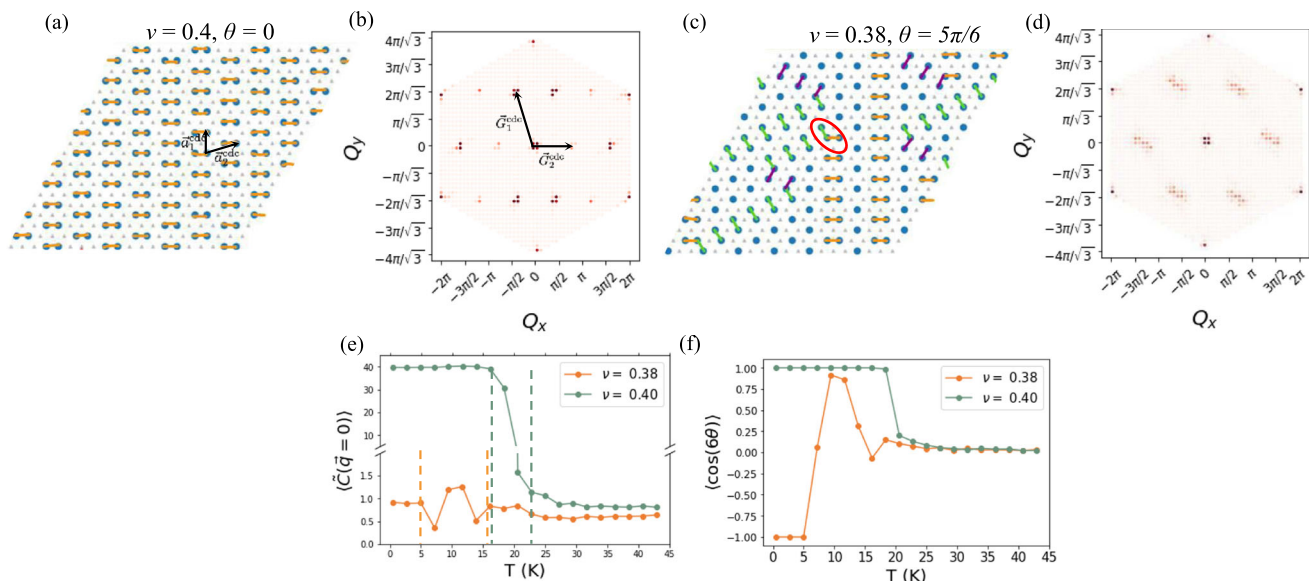 (a)
ν = 0.4, θ = 0
a⃗₁ᶜᵈᶜ
a⃗₂ᶜᵈᶜ
(b)
4π/√3
3π/√3
2π/√3
π/√3
0
−π/√3
−2π/√3
−3π/√3
−4π/√3
Q_y
G⃗₁ᶜᵈᶜ
G⃗₂ᶜᵈᶜ
−2π
−3π/2
−π
−π/2
0
π/2
π
3π/2
2π
Q_x
(c)
ν = 0.38, θ = 5π/6
(d)
4π/√3
3π/√3
2π/√3
π/√3
0
−π/√3
−2π/√3
−3π/√3
−4π/√3
Q_y
−2π
−3π/2
−π
−π/2
0
π/2
π
3π/2
2π
Q_x
(e)
⟨C̃(q⃗ = 0)⟩
40
30
20
10
1.5
1.0
0.5
0.0
ν = 0.38
ν = 0.40
0 5 10 15 20 25 30 35 40 45
T (K)
(f)
⟨cos(6θ)⟩
1.00
0.75
0.50
0.25
0.00
−0.25
−0.50
−0.75
−1.00
ν = 0.38
ν = 0.40
0 5 10 15 20 25 30 35 40 45
T (K)